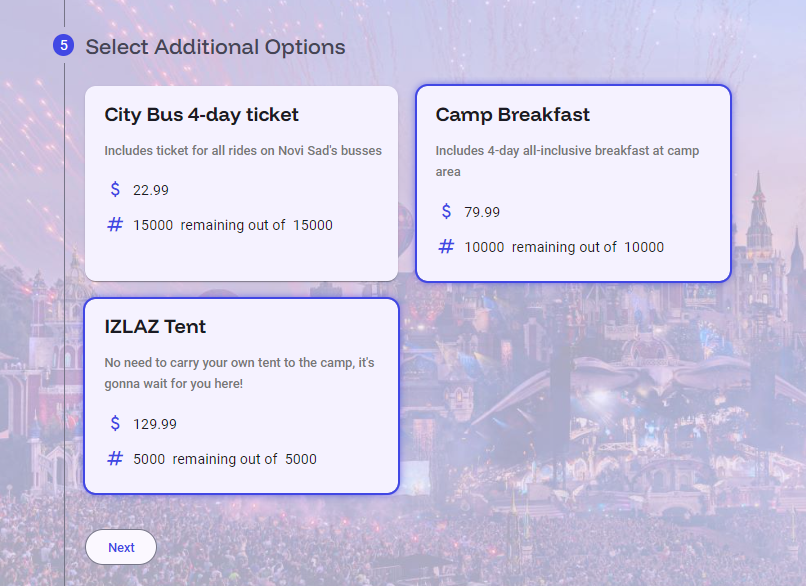 5 Select Additional Options
City Bus 4-day ticket
Includes ticket for all rides on Novi Sad's busses
$ 22.99
# 15000 remaining out of 15000
Camp Breakfast
Includes 4-day all-inclusive breakfast at camp
area
$ 79.99
# 10000 remaining out of 10000
IZLAZ Tent
No need to carry your own tent to the camp, it's
gonna wait for you here!
$ 129.99
# 5000 remaining out of 5000
Next